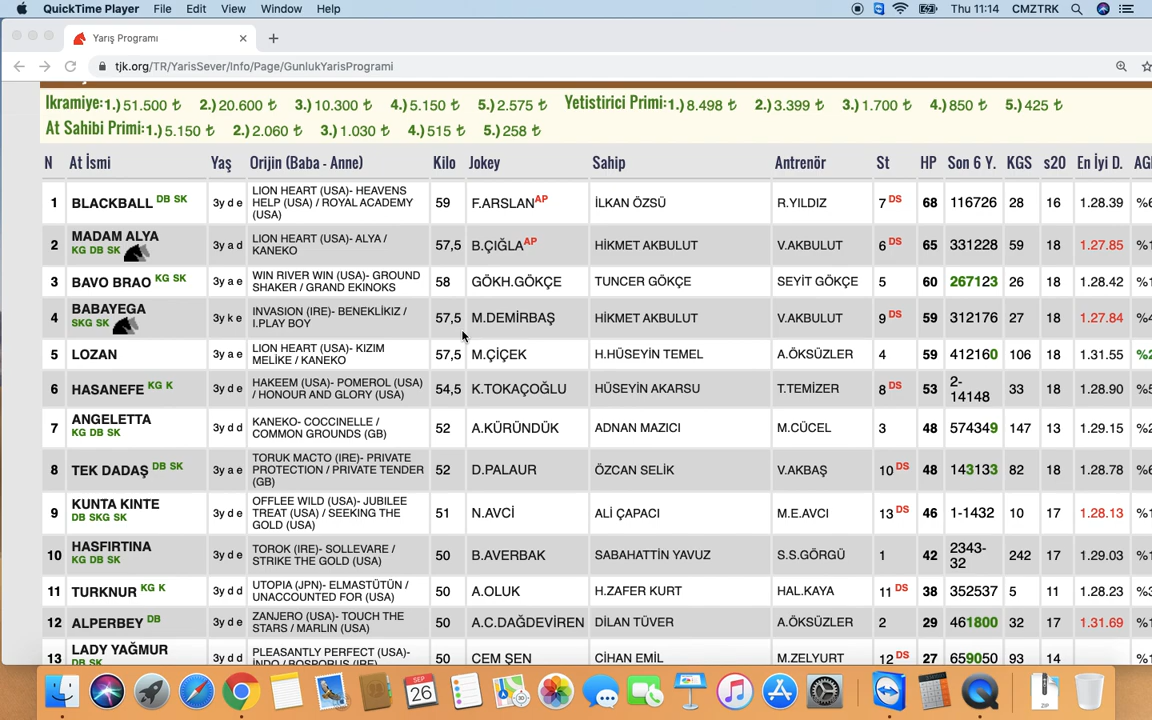 QuickTime Player File Edit View Window Help Thu 11:14 CMZTRK
Yarış Programı
tjk.org/TR/YarisSever/Info/Page/GunlukYarisProgrami
Ikramiye:1.)51.500 ₺ 2.)20.600 ₺ 3.)10.300 ₺ 4.)5.150 ₺ 5.)2.575 ₺ Yetistirici Primi:1.)8.498 ₺ 2.)3.399 ₺ 3.)1.700 ₺ 4.)850 ₺ 5.)425 ₺
At Sahibi Primi:1.)5.150 ₺ 2.)2.060 ₺ 3.)1.030 ₺ 4.)515 ₺ 5.)258 ₺
N At İsmi Yaş Orijin (Baba - Anne) Kilo Jokey Sahip Antrenör St HP Son 6 Y. KGS s20 En İyi D.
1 BLACKBALL DB SK 3y d e LION HEART (USA)- HEAVENS HELP (USA) / ROYAL ACADEMY (USA) 59 F.ARSLAN AP İLKAN ÖZSÜ R.YILDIZ 7 DS 68 116726 28 16 1.28.39
2 MADAM ALYA KG DB SK 3y a d LION HEART (USA)- ALYA / KANEKO 57,5 B.ÇIĞLA AP HİKMET AKBULUT V.AKBULUT 6 DS 65 331228 59 18 1.27.85
3 BAVO BRAO KG SK 3y a e WIN RIVER WIN (USA)- GROUND SHAKER / GRAND EKINOKS 58 GÖKH.GÖKÇE TUNCER GÖKÇE SEYİT GÖKÇE 5 60 267123 26 18 1.28.42
4 BABAYEGA SKG SK 3y k e INVASION (IRE)- BENEKLİKIZ / I.PLAY BOY 57,5 M.DEMİRBAŞ HİKMET AKBULUT V.AKBULUT 9 DS 59 312176 27 18 1.27.84
5 LOZAN 3y a e LION HEART (USA)- KIZIM MELİKE / KANEKO 57,5 M.ÇİÇEK H.HÜSEYİN TEMEL A.ÖKSÜZLER 4 59 412160 106 18 1.31.55
6 HASANEFE KG K 3y d e HAKEEM (USA)- POMEROL (USA) / HONOUR AND GLORY (USA) 54,5 K.TOKAÇOĞLU HÜSEYİN AKARSU T.TEMİZER 8 DS 53 2-14148 33 18 1.28.90
7 ANGELETTA KG DB SK 3y d d KANEKO- COCCINELLE / COMMON GROUNDS (GB) 52 A.KÜRÜNDÜK ADNAN MAZICI M.CÜCEL 3 48 574349 147 13 1.29.15
8 TEK DADAŞ DB SK 3y a e TORUK MACTO (IRE)- PRIVATE PROTECTION / PRIVATE TENDER (GB) 52 D.PALAUR ÖZCAN SELİK V.AKBAŞ 10 DS 48 143133 82 18 1.28.78
9 KUNTA KINTE DB SKG SK 3y d e OFFLEE WILD (USA)- JUBILEE TREAT (USA) / SEEKING THE GOLD (USA) 51 N.AVCİ ALİ ÇAPACI M.E.AVCI 13 DS 46 1-1432 10 17 1.28.13
10 HASFIRTINA KG DB SK 3y d e TOROK (IRE)- SOLLEVARE / STRIKE THE GOLD (USA) 50 B.AVERBAK SABAHATTİN YAVUZ S.S.GÖRGÜ 1 42 2343-32 242 17 1.29.03
11 TURKNUR KG K 3y d d UTOPIA (JPN)- ELMASTÜTÜN / UNACCOUNTED FOR (USA) 50 A.OLUK H.ZAFER KURT HAL.KAYA 11 DS 38 352537 5 11 1.28.23
12 ALPERBEY DB 3y d e ZANJERO (USA)- TOUCH THE STARS / MARLIN (USA) 50 A.C.DAĞDEVİREN DİLAN TÜVER A.ÖKSÜZLER 2 29 461800 32 17 1.31.69
13 LADY YAĞMUR DB SK 3y d d PLEASANTLY PERFECT (USA)- İNDO / BOSPORUS (IRE) 50 CEM ŞEN CİHAN EMİL M.ZELYURT 12 DS 27 659050 93 14
SEP 26
ZIP